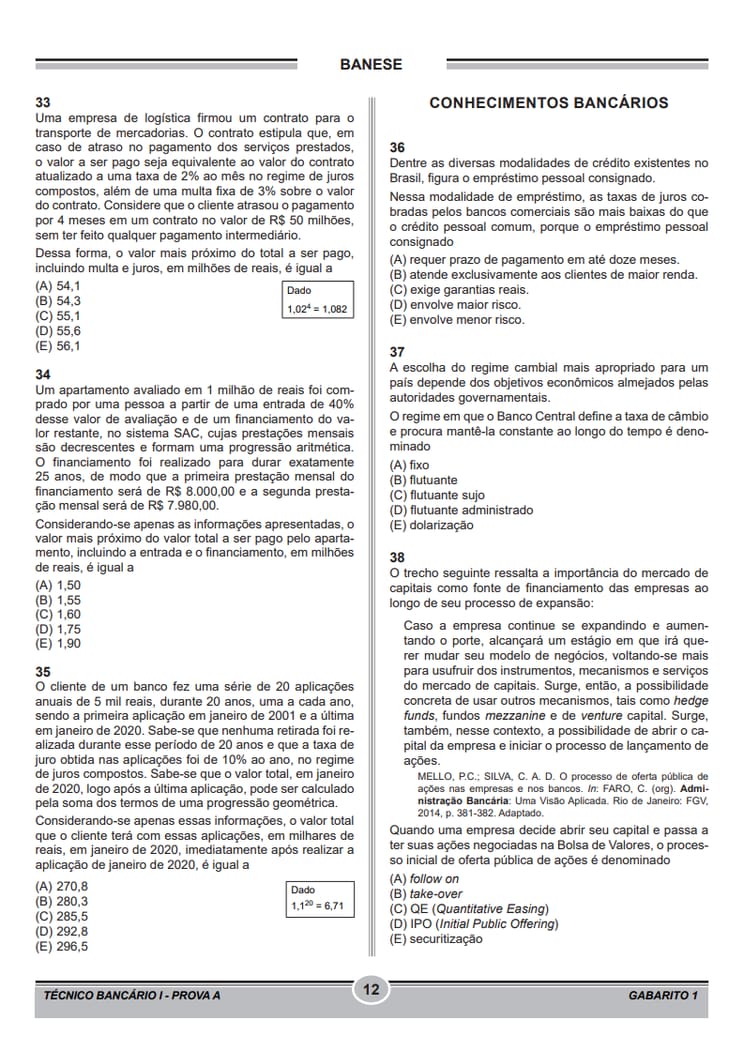 BANESE
33
Uma empresa de logística firmou um contrato para o
transporte de mercadorias. O contrato estipula que, em
caso de atraso no pagamento dos serviços prestados,
o valor a ser pago seja equivalente ao valor do contrato
atualizado a uma taxa de 2% ao mês no regime de juros
compostos, além de uma multa fixa de 3% sobre o valor
do contrato. Considere que o cliente atrasou o pagamento
por 4 meses em um contrato no valor de R$ 50 milhões,
sem ter feito qualquer pagamento intermediário.
Dessa forma, o valor mais próximo do total a ser pago,
incluindo multa e juros, em milhões de reais, é igual a
(A) 54,1
(B) 54,3
(C) 55,1
(D) 55,6
(E) 56,1
Dado
1,02⁴ = 1,082
34
Um apartamento avaliado em 1 milhão de reais foi com-
prado por uma pessoa a partir de uma entrada de 40%
desse valor de avaliação e de um financiamento do va-
lor restante, no sistema SAC, cujas prestações mensais
são decrescentes e formam uma progressão aritmética.
O financiamento foi realizado para durar exatamente
25 anos, de modo que a primeira prestação mensal do
financiamento será de R$ 8.000,00 e a segunda presta-
ção mensal será de R$ 7.980,00.
Considerando-se apenas as informações apresentadas, o
valor mais próximo do valor total a ser pago pelo aparta-
mento, incluindo a entrada e o financiamento, em milhões
de reais, é igual a
(A) 1,50
(B) 1,55
(C) 1,60
(D) 1,75
(E) 1,90
35
O cliente de um banco fez uma série de 20 aplicações
anuais de 5 mil reais, durante 20 anos, uma a cada ano,
sendo a primeira aplicação em janeiro de 2001 e a última
em janeiro de 2020. Sabe-se que nenhuma retirada foi re-
alizada durante esse período de 20 anos e que a taxa de
juro obtida nas aplicações foi de 10% ao ano, no regime
de juros compostos. Sabe-se que o valor total, em janeiro
de 2020, logo após a última aplicação, pode ser calculado
pela soma dos termos de uma progressão geométrica.
Considerando-se apenas essas informações, o valor total
que o cliente terá com essas aplicações, em milhares de
reais, em janeiro de 2020, imediatamente após realizar a
aplicação de janeiro de 2020, é igual a
(A) 270,8
(B) 280,3
(C) 285,5
(D) 292,8
(E) 296,5
Dado
1,1²⁰ = 6,71
CONHECIMENTOS BANCÁRIOS
36
Dentre as diversas modalidades de crédito existentes no
Brasil, figura o empréstimo pessoal consignado.
Nessa modalidade de empréstimo, as taxas de juros co-
bradas pelos bancos comerciais são mais baixas do que
o crédito pessoal comum, porque o empréstimo pessoal
consignado
(A) requer prazo de pagamento em até doze meses.
(B) atende exclusivamente aos clientes de maior renda.
(C) exige garantias reais.
(D) envolve maior risco.
(E) envolve menor risco.
37
A escolha do regime cambial mais apropriado para um
país depende dos objetivos econômicos almejados pelas
autoridades governamentais.
O regime em que o Banco Central define a taxa de câmbio
e procura mantê-la constante ao longo do tempo é deno-
minado
(A) fixo
(B) flutuante
(C) flutuante sujo
(D) flutuante administrado
(E) dolarização
38
O trecho seguinte ressalta a importância do mercado de
capitais como fonte de financiamento das empresas ao
longo de seu processo de expansão:
Caso a empresa continue se expandindo e aumen-
tando o porte, alcançará um estágio em que irá que-
rer mudar seu modelo de negócios, voltando-se mais
para usufruir dos instrumentos, mecanismos e serviços
do mercado de capitais. Surge, então, a possibilidade
concreta de usar outros mecanismos, tais como hedge
funds, fundos mezzanine e de venture capital. Surge,
também, nesse contexto, a possibilidade de abrir o ca-
pital da empresa e iniciar o processo de lançamento de
ações.
MELLO, P.C.; SILVA, C. A. D. O processo de oferta pública de
ações nas empresas e nos bancos. In: FARO, C. (org). Admi-
nistração Bancária: Uma Visão Aplicada. Rio de Janeiro: FGV,
2014, p. 381-382. Adaptado.
Quando uma empresa decide abrir seu capital e passa a
ter suas ações negociadas na Bolsa de Valores, o proces-
so inicial de oferta pública de ações é denominado
(A) follow on
(B) take-over
(C) QE (Quantitative Easing)
(D) IPO (Initial Public Offering)
(E) securitização
TÉCNICO BANCÁRIO I - PROVA A
12
GABARITO 1